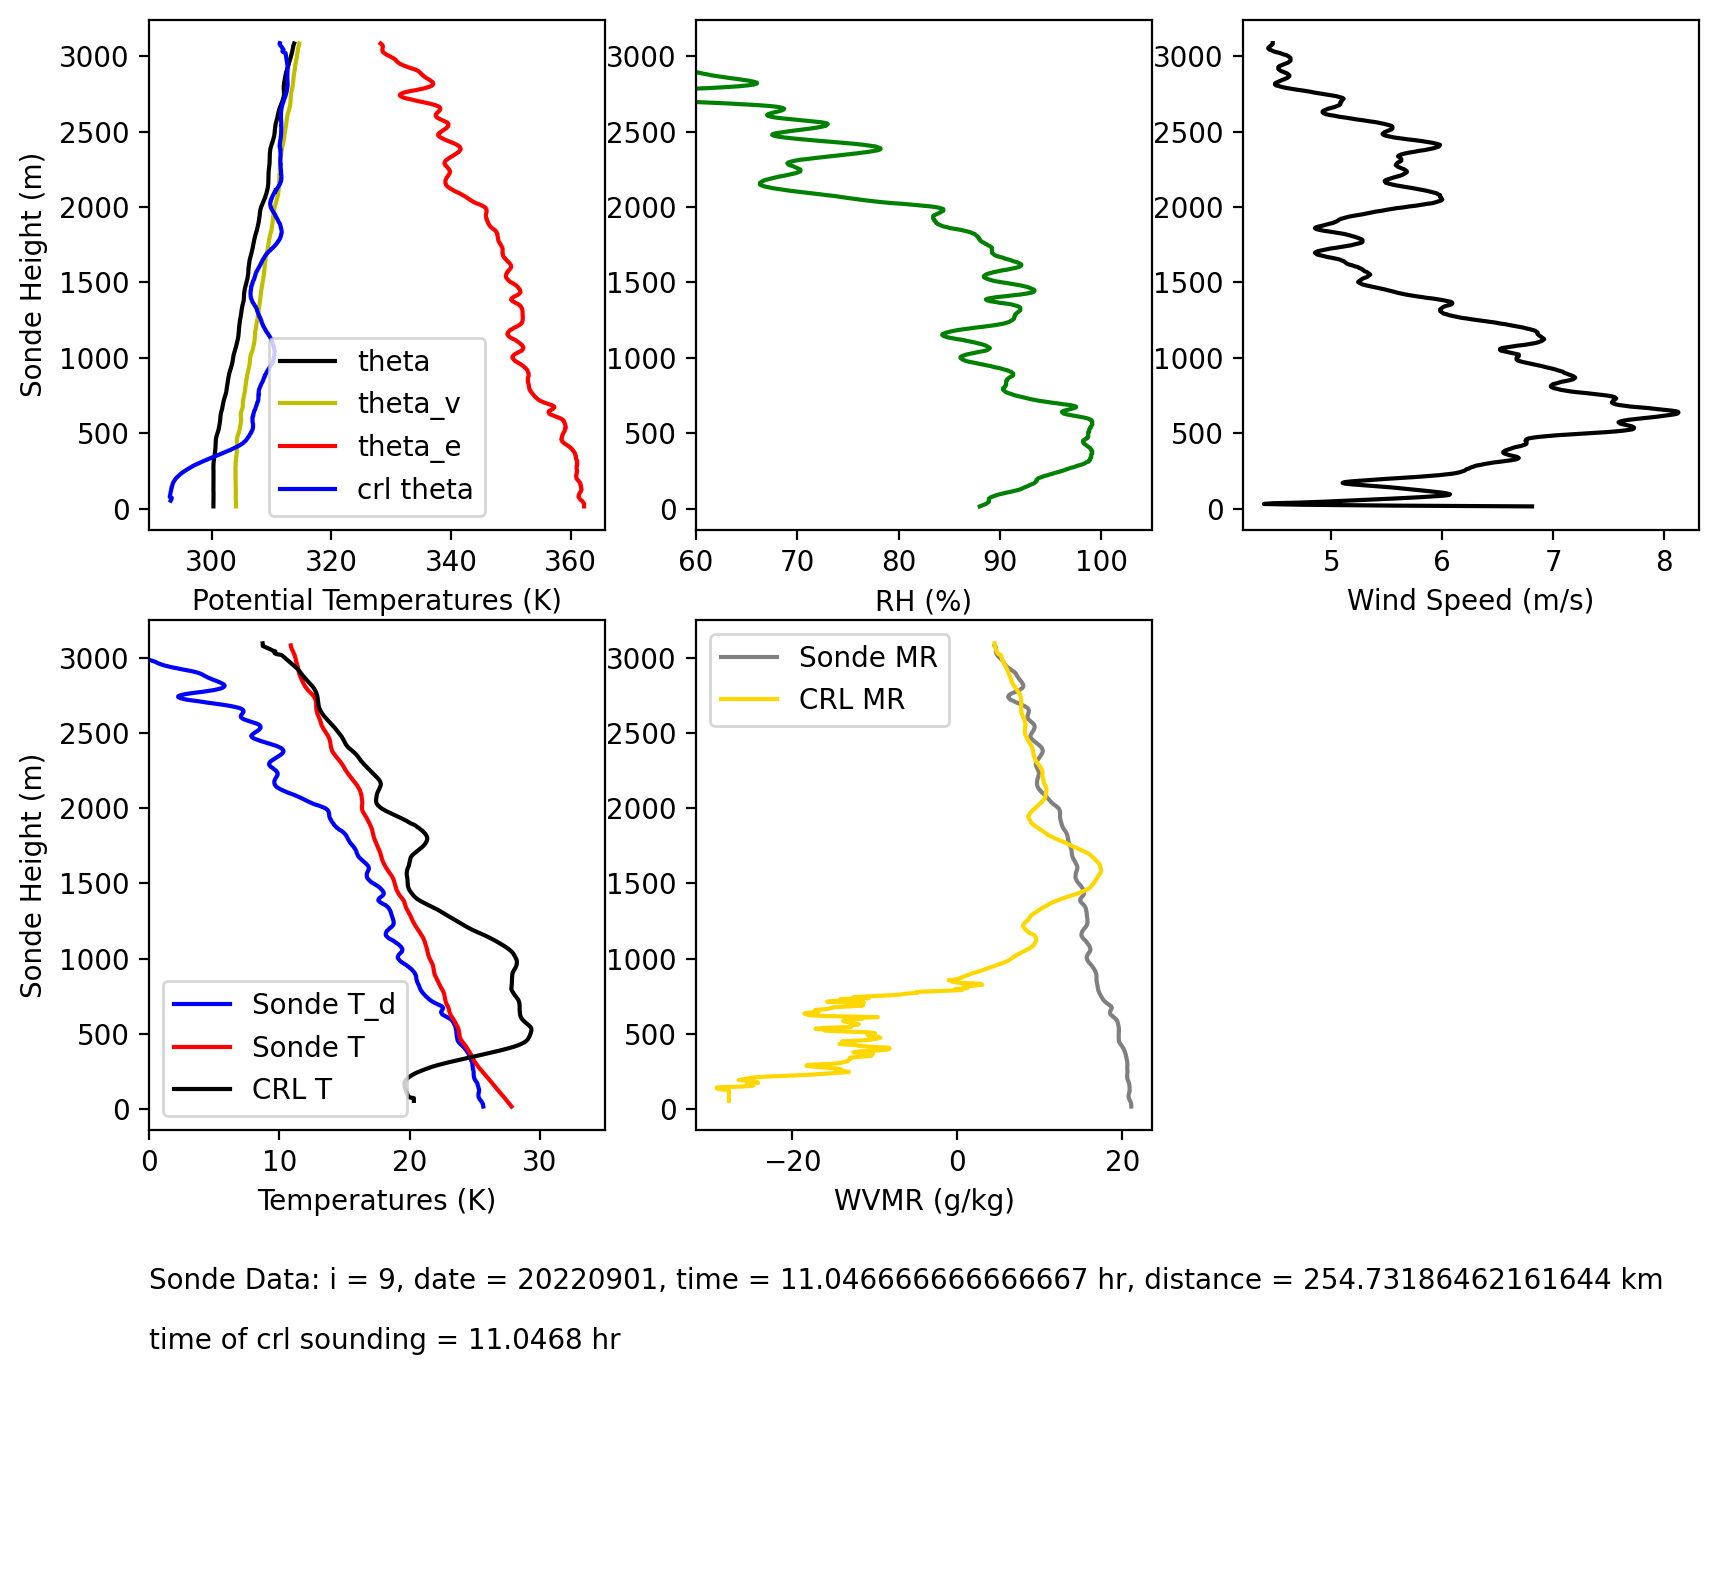 3000
2500
2000
1500
1000
500
0
Sonde Height (m)
300 320 340 360
Potential Temperatures (K)
theta
theta_v
theta_e
crl theta
3000
2500
2000
1500
1000
500
0
60 70 80 90 100
RH (%)
3000
2500
2000
1500
1000
500
0
5 6 7 8
Wind Speed (m/s)
3000
2500
2000
1500
1000
500
0
Sonde Height (m)
0 10 20 30
Temperatures (K)
Sonde T_d
Sonde T
CRL T
3000
2500
2000
1500
1000
500
0
−20 0 20
WVMR (g/kg)
Sonde MR
CRL MR
Sonde Data: i = 9, date = 20220901, time = 11.046666666666667 hr, distance = 254.73186462161644 km
time of crl sounding = 11.0468 hr